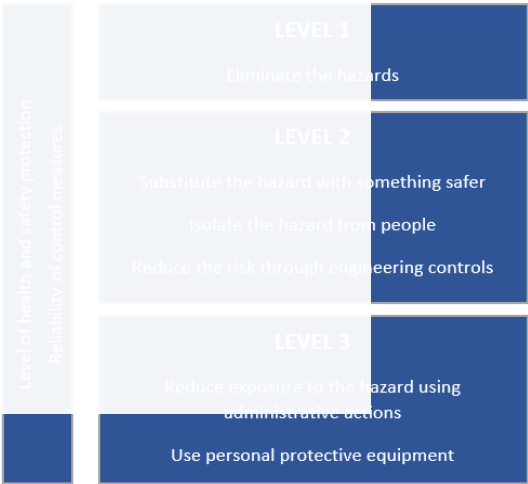 Level of health and safety protection
Reliability of control measures
LEVEL 1
Eliminate the hazards
LEVEL 2
Substitute the hazard with something safer
Isolate the hazard from people
Reduce the risk through engineering controls
LEVEL 3
Reduce exposure to the hazard using
administrative actions
Use personal protective equipment